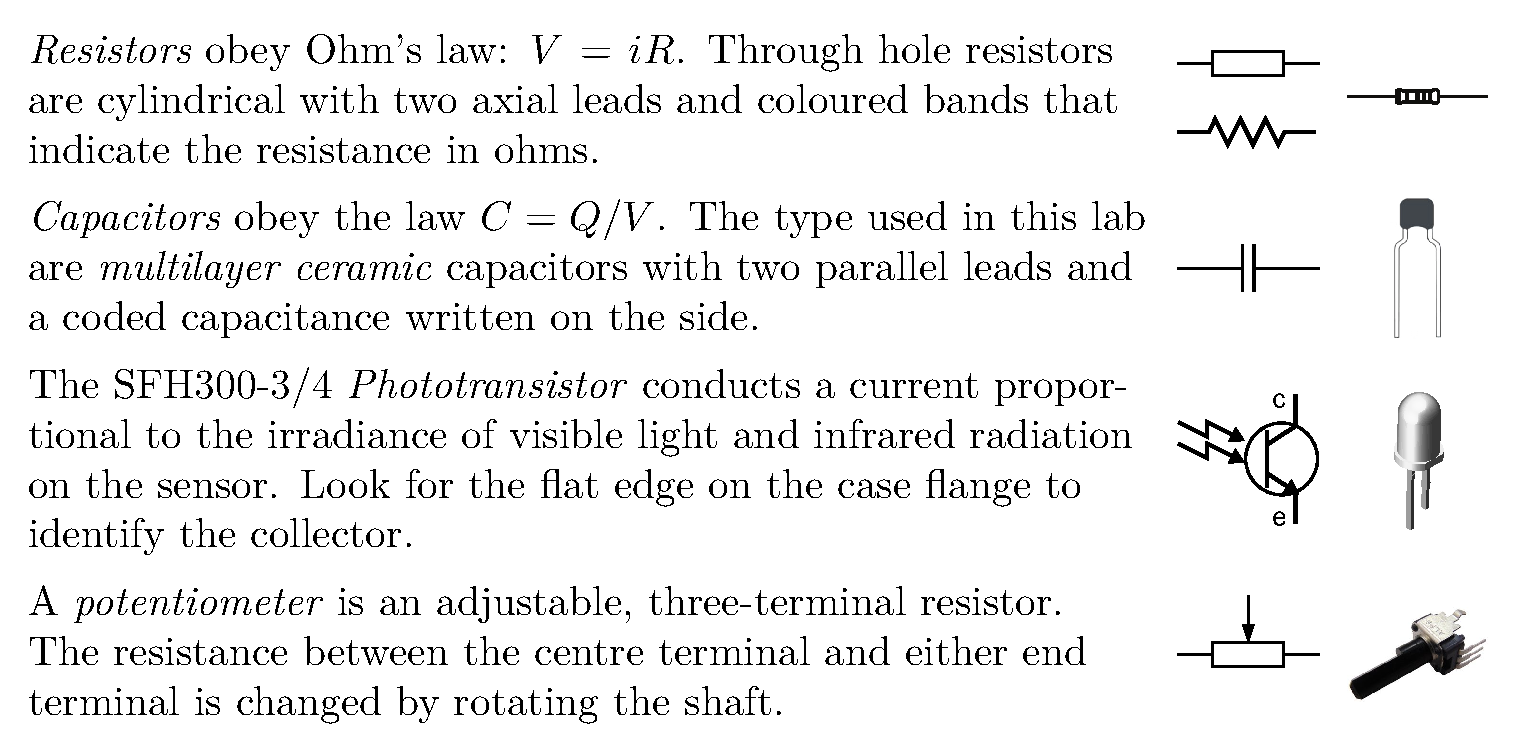 Resistors obey Ohm's law: V = iR. Through hole resistors
are cylindrical with two axial leads and coloured bands that
indicate the resistance in ohms.
Capacitors obey the law C = Q/V. The type used in this lab
are multilayer ceramic capacitors with two parallel leads and
a coded capacitance written on the side.
The SFH300-3/4 Phototransistor conducts a current propor-
tional to the irradiance of visible light and infrared radiation
on the sensor. Look for the flat edge on the case flange to
identify the collector.
c
e
A potentiometer is an adjustable, three-terminal resistor.
The resistance between the centre terminal and either end
terminal is changed by rotating the shaft.